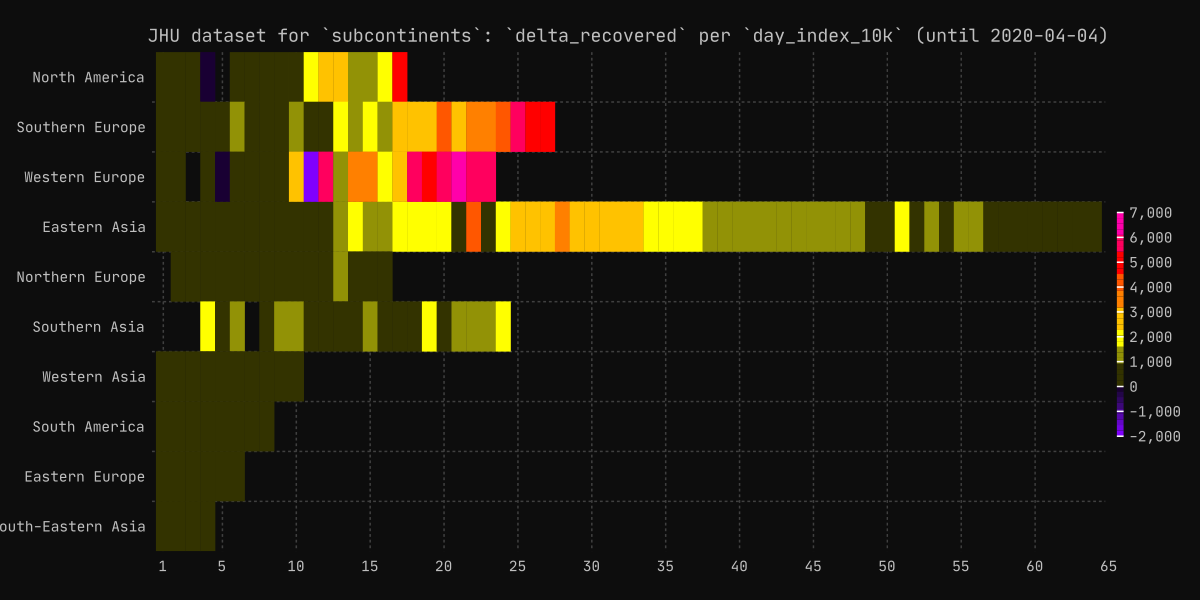 JHU dataset for `subcontinents`: `delta_recovered` per `day_index_10k` (until 2020-04-04)
North America
Southern Europe
Western Europe
Eastern Asia
Northern Europe
Southern Asia
Western Asia
South America
Eastern Europe
outh-Eastern Asia
7,000
6,000
5,000
4,000
3,000
2,000
1,000
0
-1,000
-2,000
1 5 10 15 20 25 30 35 40 45 50 55 60 65